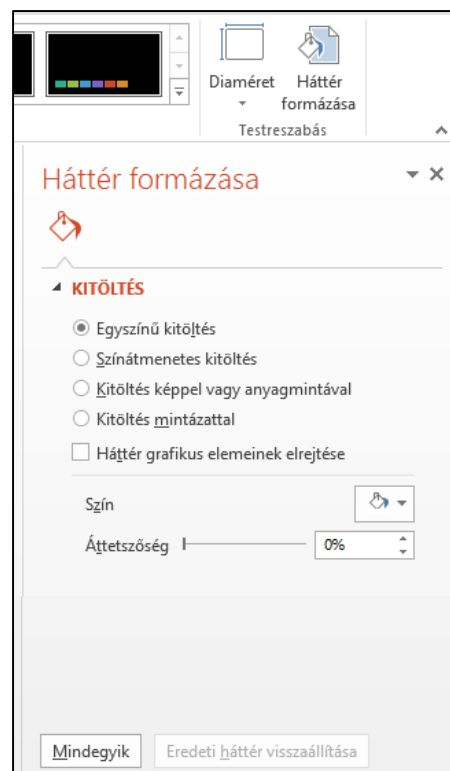 Diaméret
Háttér
formázása
Testreszabás
Háttér formázása
KITÖLTÉS
Egyszínű kitöltés
Színátmenetes kitöltés
Kitöltés képpel vagy anyagmintával
Kitöltés mintázattal
Háttér grafikus elemeinek elrejtése
Szín
Áttetszőség 0%
Mindegyik
Eredeti háttér visszaállítása